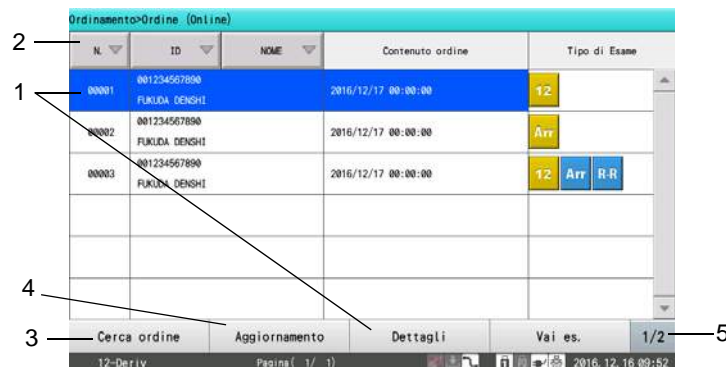 Ordinamento>Ordine (Online)
2
N. ID NOME Contenuto ordine Tipo di Esame
1
00001 001234567890 2016/12/17 00:00:00 12
FUKUDA DENSHI
00002 001234567890 2016/12/17 00:00:00 Arr
FUKUDA DENSHI
00003 001234567890 2016/12/17 00:00:00 12 Arr R-R
FUKUDA DENSHI
4
3 Cerca ordine Aggiornamento Dettagli Vai es. 1/2 5
12-Deriv Pagina( 1/ 1) 2016.12.16 09:52